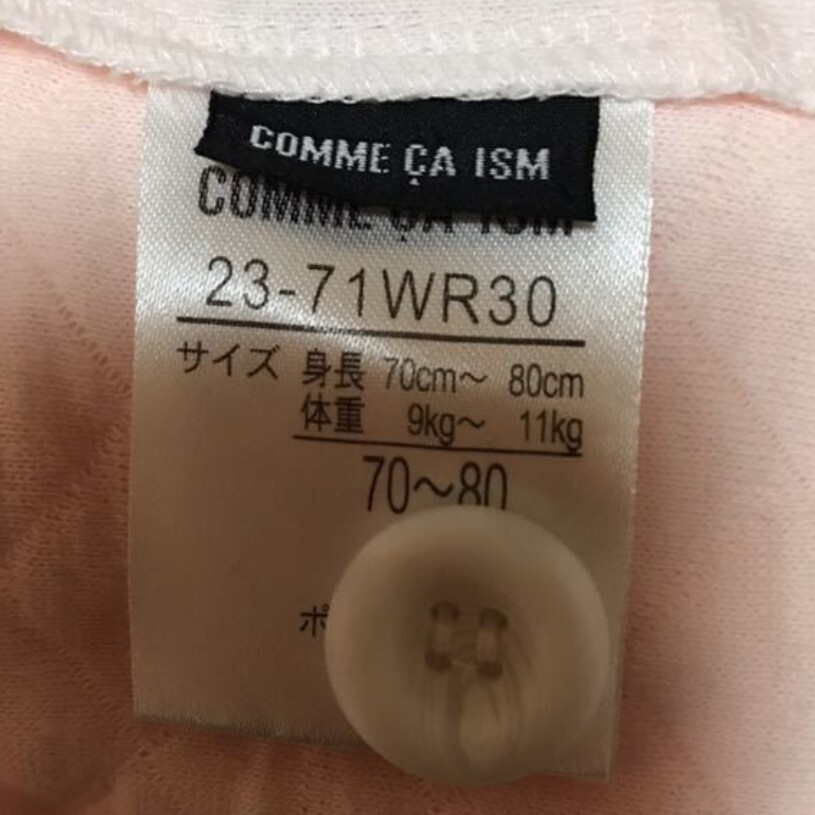 COMME ÇA ISM
COMME ÇA ISM
23-71WR30
サイズ 身長 70cm～ 80cm
体重 9kg～ 11kg
70～80
ポ